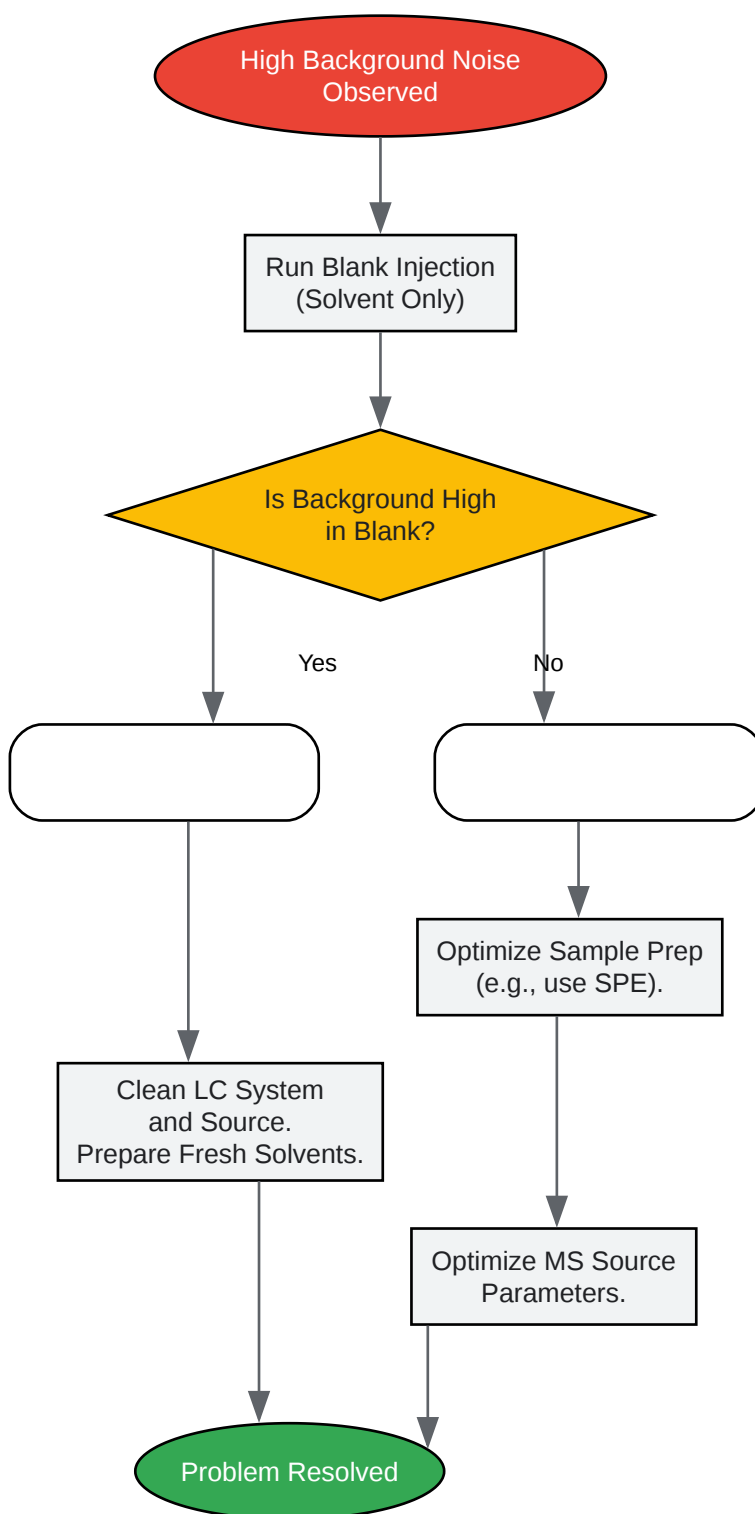 High Background Noise
Observed
Run Blank Injection
(Solvent Only)
Is Background High
in Blank?
Yes
No
Optimize Sample Prep
(e.g., use SPE).
Clean LC System
and Source.
Prepare Fresh Solvents.
Optimize MS Source
Parameters.
Problem Resolved